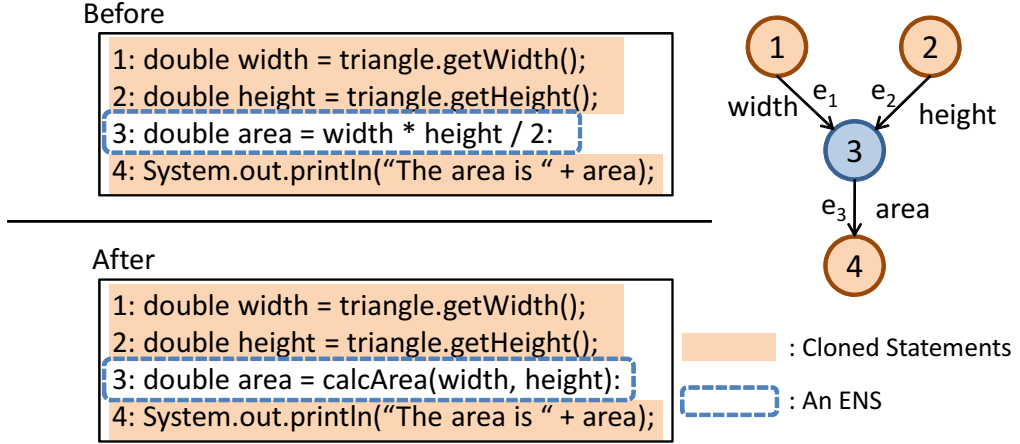 Before
1: double width = triangle.getWidth();
2: double height = triangle.getHeight();
3: double area = width * height / 2:
4: System.out.println(“The area is “ + area);
After
1: double width = triangle.getWidth();
2: double height = triangle.getHeight();
3: double area = calcArea(width, height):
4: System.out.println(“The area is “ + area);
1
2
width
e1
e2
height
3
e3
area
4
: Cloned Statements
: An ENS